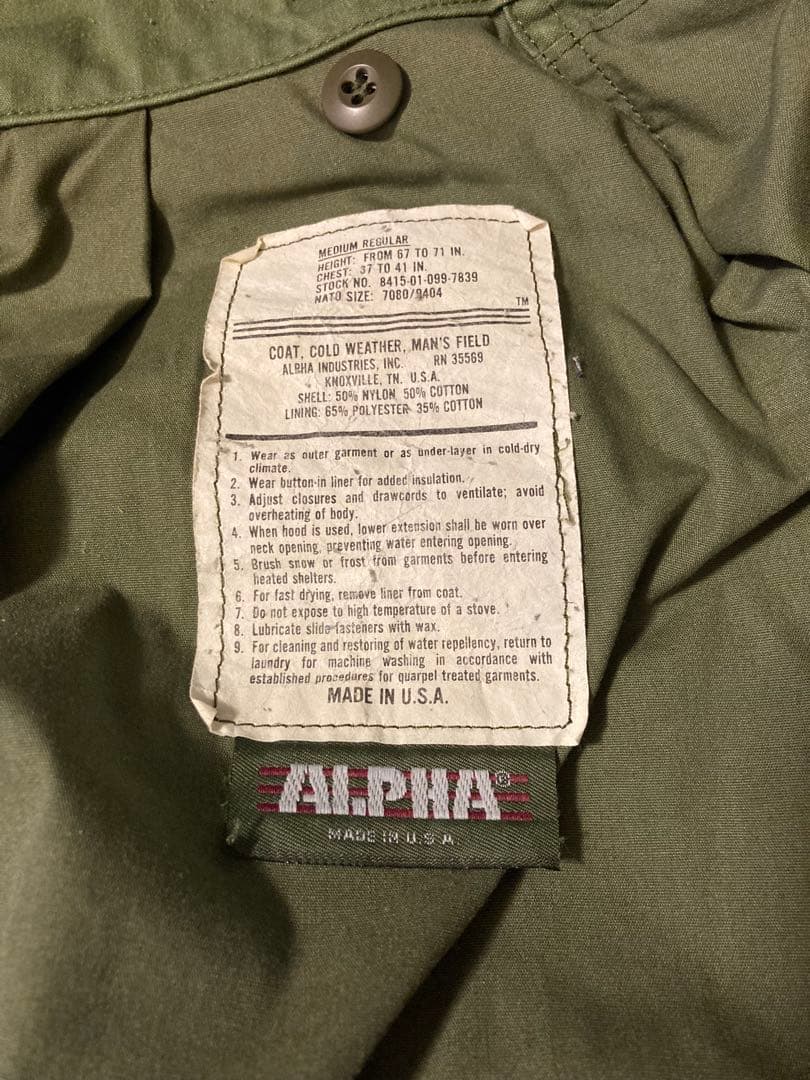 MEDIUM REGULAR
HEIGHT: FROM 67 TO 71 IN.
CHEST: 37 TO 41 IN.
STOCK NO. 8415-01-099-7839
NATO SIZE: 7080/9404
TM
COAT, COLD WEATHER, MAN'S FIELD
ALPHA INDUSTRIES, INC. RN 35569
KNOXVILLE, TN. U.S.A.
SHELL: 50% NYLON 50% COTTON
LINING: 65% POLYESTER 35% COTTON
1. Wear as outer garment or as under-layer in cold-dry
climate.
2. Wear button-in liner for added insulation.
3. Adjust closures and drawcords to ventilate; avoid
overheating of body.
4. When hood is used, lower extension shall be worn over
neck opening, preventing water entering opening.
5. Brush snow or frost from garments before entering
heated shelters.
6. For fast drying, remove liner from coat.
7. Do not expose to high temperature of a stove.
8. Lubricate slide fasteners with wax.
9. For cleaning and restoring of water repellency, return to
laundry for machine washing in accordance with
established procedures for quarpel treated garments.
MADE IN U.S.A.
ALPHA®
MADE IN U.S.A